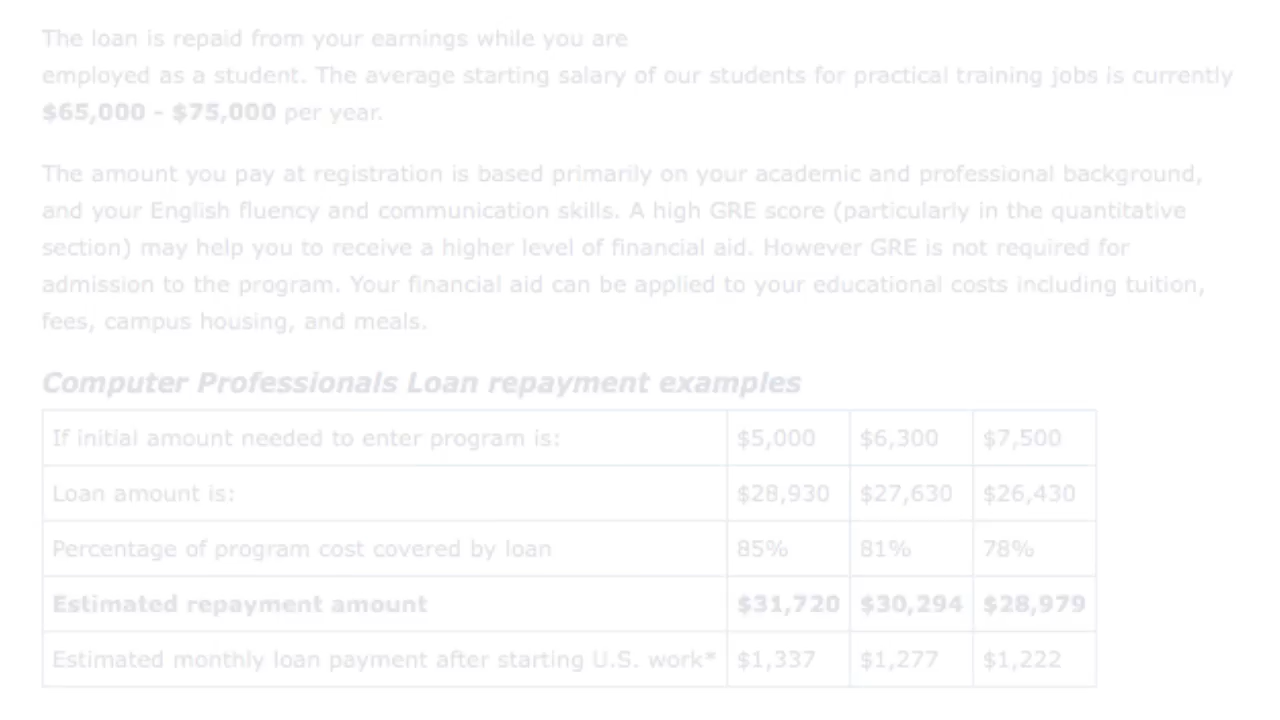 The loan is repaid from your earnings while you are
employed as a student. The average starting salary of our students for practical training jobs is currently
$65,000 - $75,000 per year.
The amount you pay at registration is based primarily on your academic and professional background,
and your English fluency and communication skills. A high GRE score (particularly in the quantitative
section) may help you to receive a higher level of financial aid. However GRE is not required for
admission to the program. Your financial aid can be applied to your educational costs including tuition,
fees, campus housing, and meals.
Computer Professionals Loan repayment examples
If initial amount needed to enter program is: $5,000 $6,300 $7,500
Loan amount is: $28,930 $27,630 $26,430
Percentage of program cost covered by loan 85% 81% 78%
Estimated repayment amount $31,720 $30,294 $28,979
Estimated monthly loan payment after starting U.S. work* $1,337 $1,277 $1,222